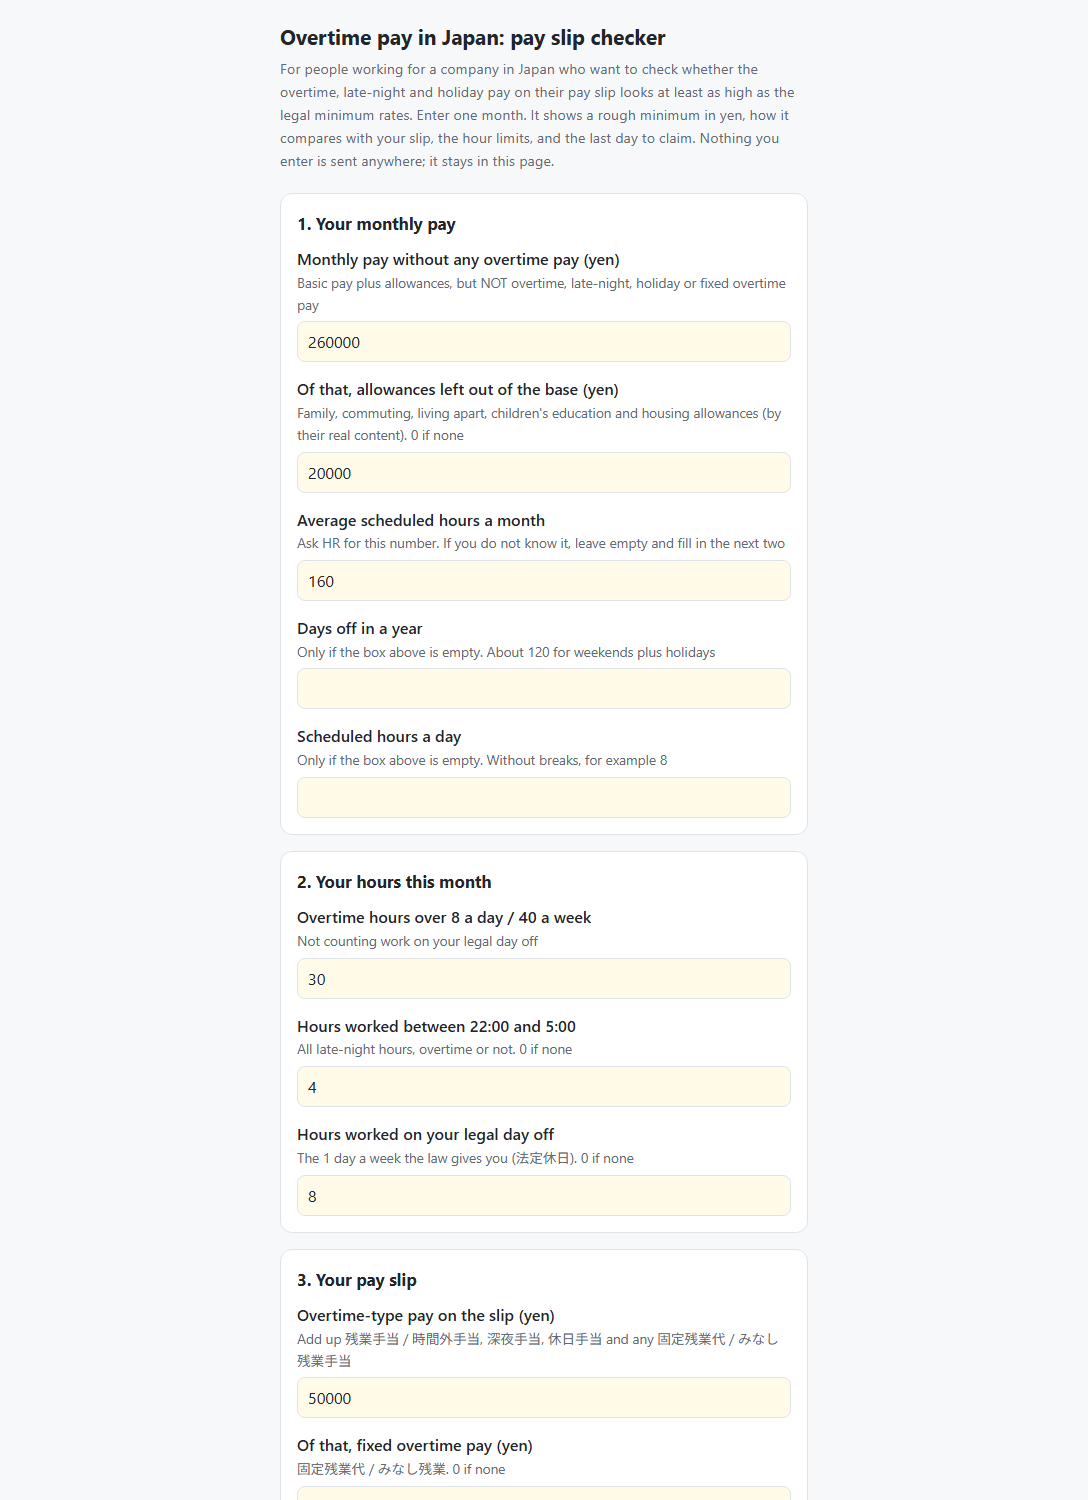 Overtime pay in Japan: pay slip checker
For people working for a company in Japan who want to check whether the
overtime, late-night and holiday pay on their pay slip looks at least as high as the
legal minimum rates. Enter one month. It shows a rough minimum in yen, how it
compares with your slip, the hour limits, and the last day to claim. Nothing you
enter is sent anywhere; it stays in this page.
1. Your monthly pay
Monthly pay without any overtime pay (yen)
Basic pay plus allowances, but NOT overtime, late-night, holiday or fixed overtime
pay
260000
Of that, allowances left out of the base (yen)
Family, commuting, living apart, children's education and housing allowances (by
their real content). 0 if none
20000
Average scheduled hours a month
Ask HR for this number. If you do not know it, leave empty and fill in the next two
160
Days off in a year
Only if the box above is empty. About 120 for weekends plus holidays
Scheduled hours a day
Only if the box above is empty. Without breaks, for example 8
2. Your hours this month
Overtime hours over 8 a day / 40 a week
Not counting work on your legal day off
30
Hours worked between 22:00 and 5:00
All late-night hours, overtime or not. 0 if none
4
Hours worked on your legal day off
The 1 day a week the law gives you (法定休日). 0 if none
8
3. Your pay slip
Overtime-type pay on the slip (yen)
Add up 残業手当 / 時間外手当, 深夜手当, 休日手当 and any 固定残業代 / みなし
残業手当
50000
Of that, fixed overtime pay (yen)
固定残業代 / みなし残業. 0 if none